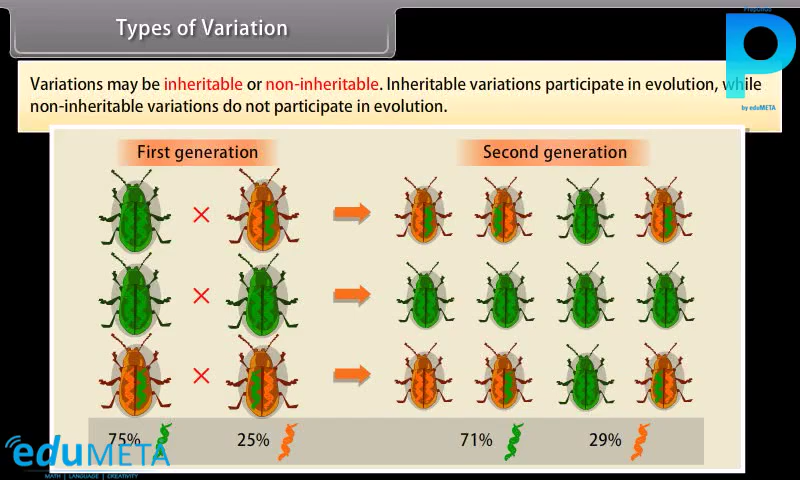 Types of Variation
Variations may be inheritable or non-inheritable. Inheritable variations participate in evolution, while
non-inheritable variations do not participate in evolution.
by eduMETA
First generation
Second generation
75%
25%
71%
29%
eduMETA
MATH | LANGUAGE | CREATIVITY